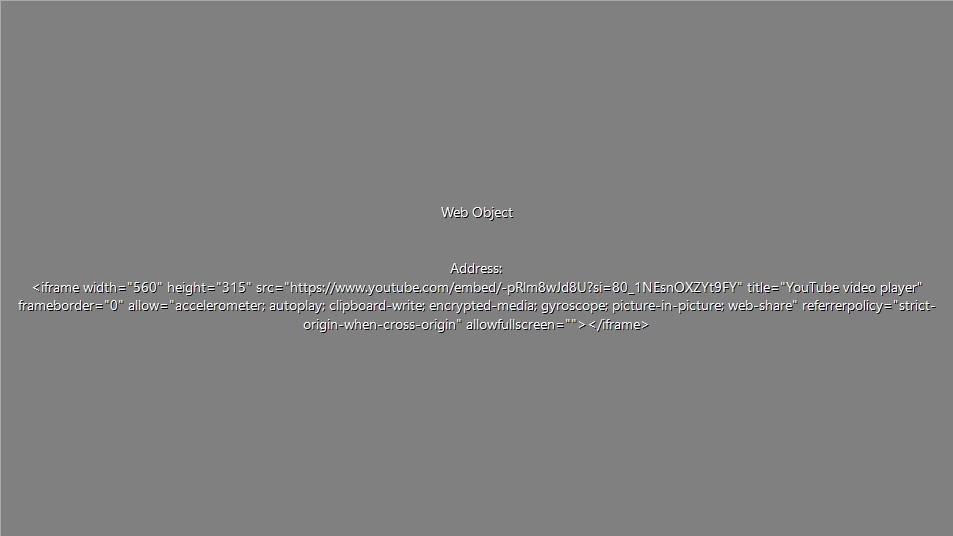 Web Object
Address:
<iframe width="560" height="315" src="https://www.youtube.com/embed/-pRlm8wJd8U?si=80_1NEsnOXZYt9FY" title="YouTube video player"
frameborder="0" allow="accelerometer; autoplay; clipboard-write; encrypted-media; gyroscope; picture-in-picture; web-share" referrerpolicy="strict-
origin-when-cross-origin" allowfullscreen=""></iframe>